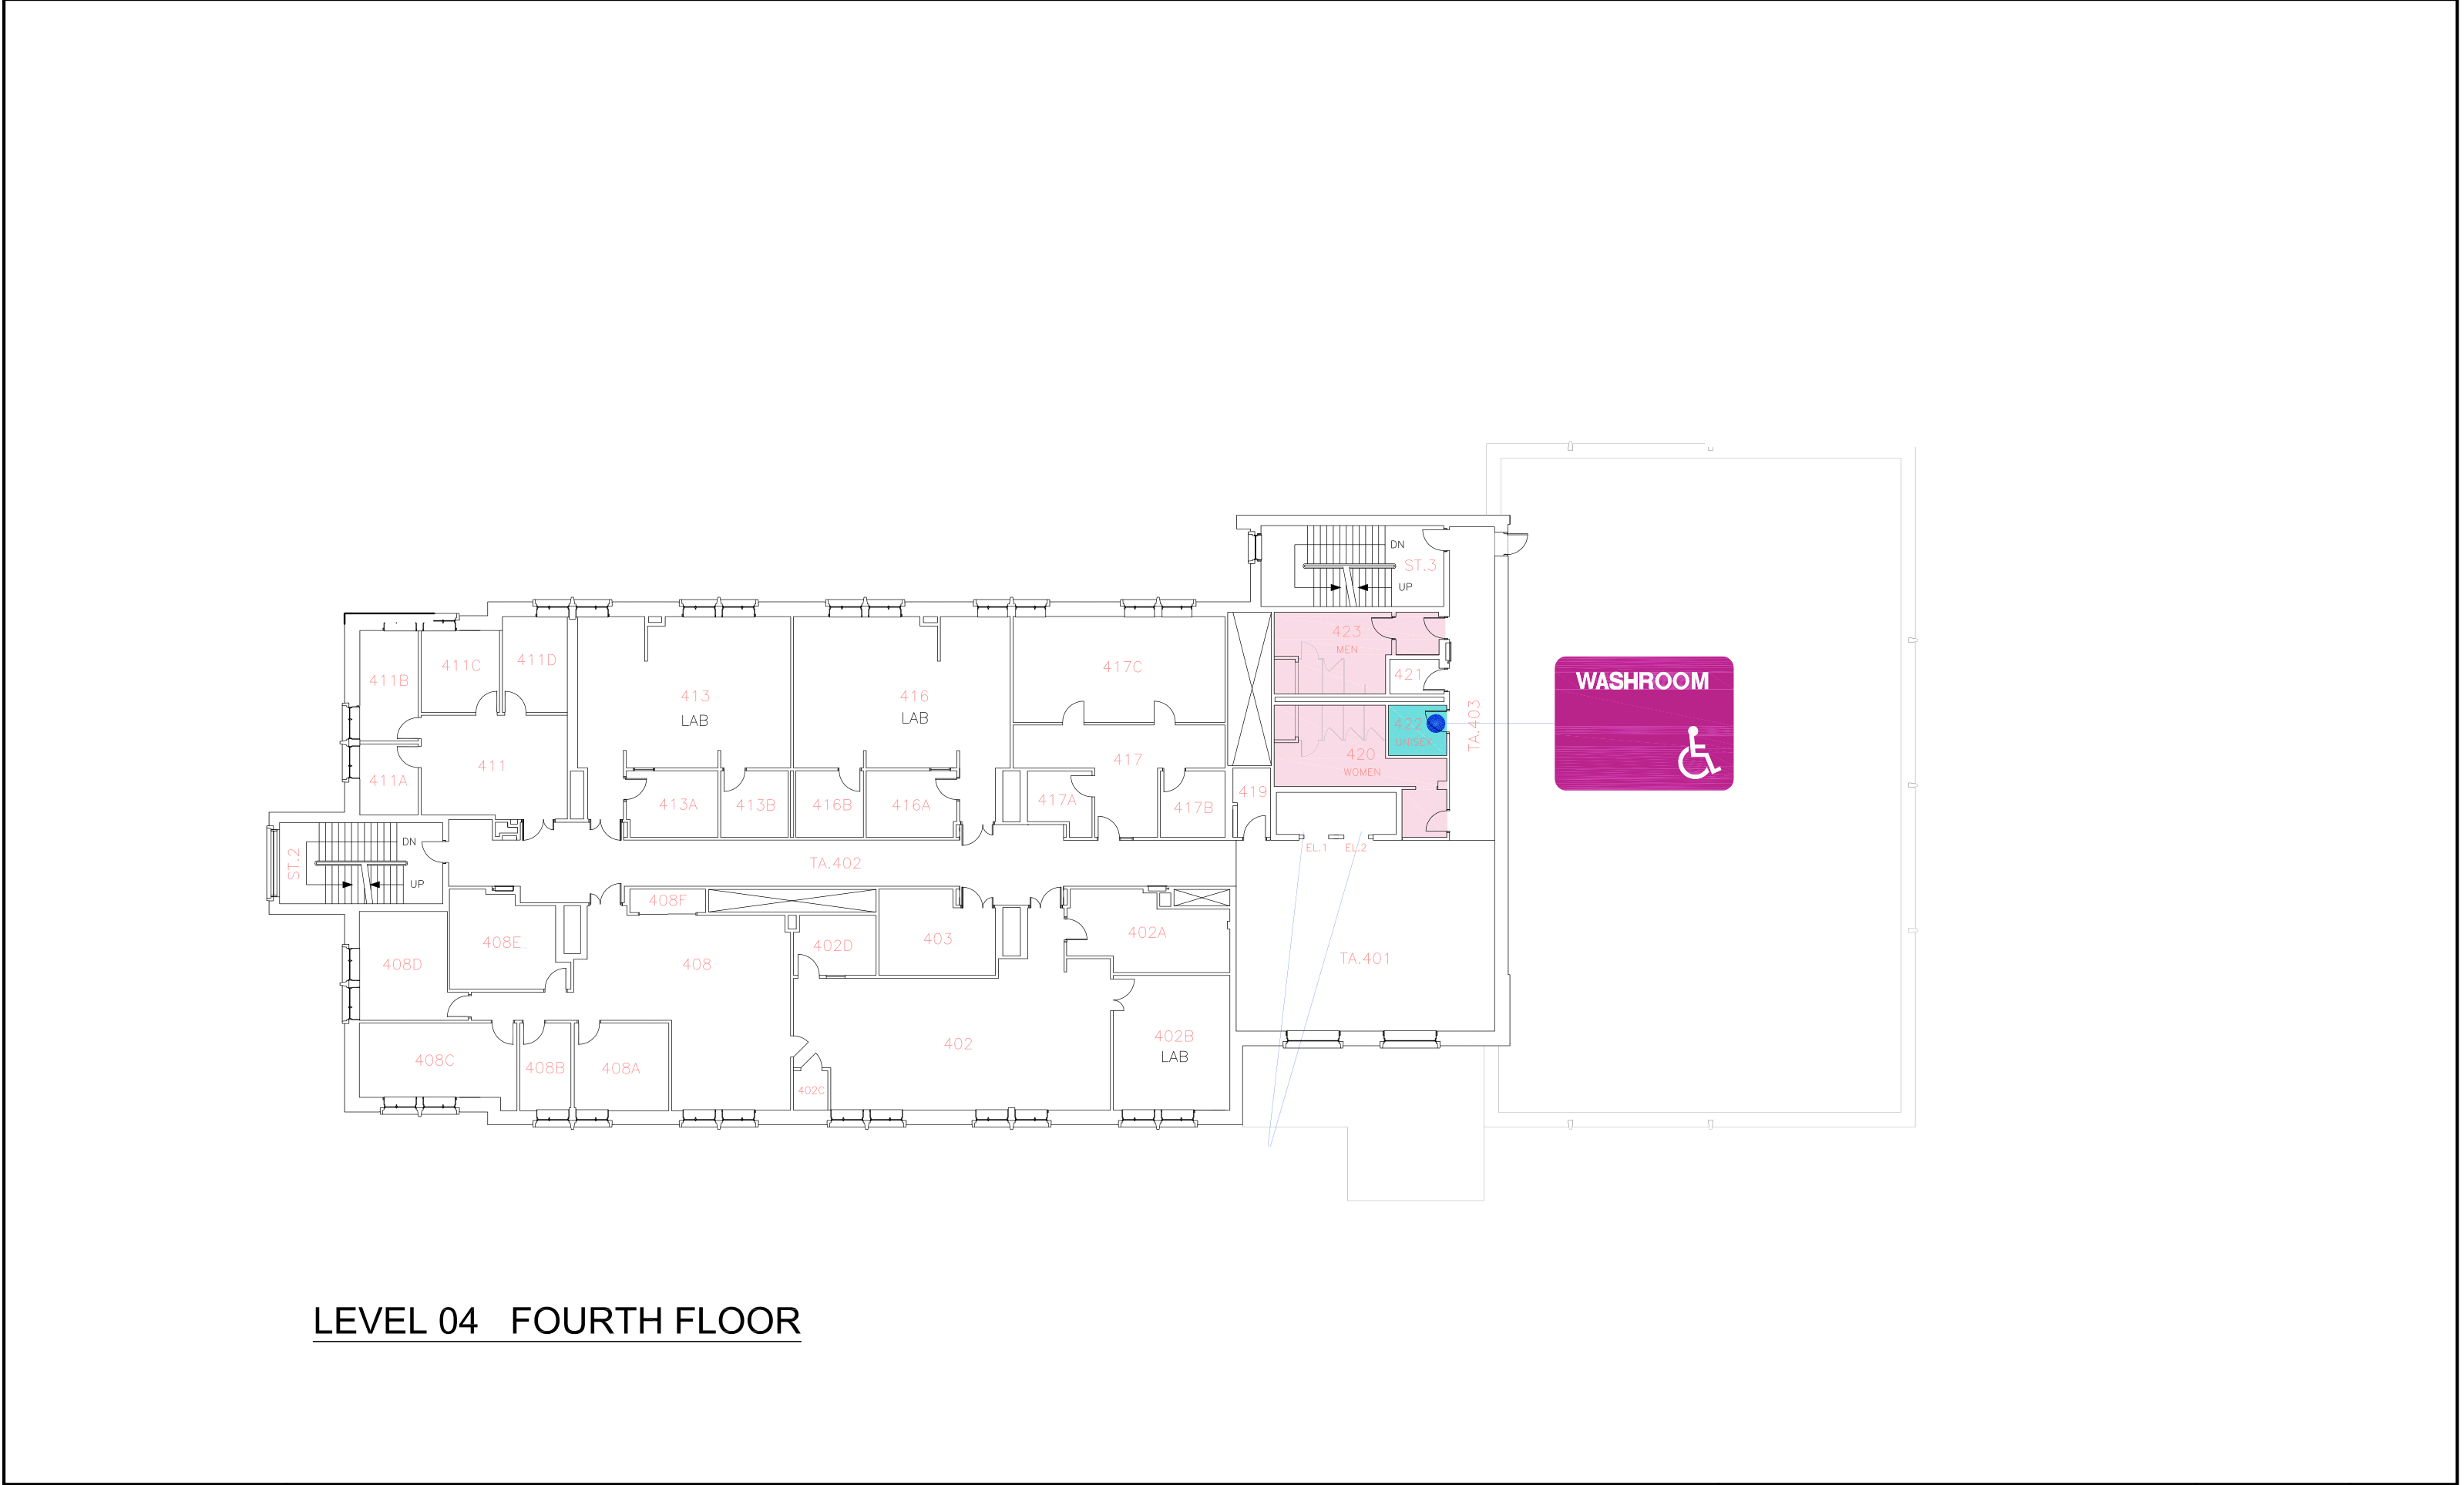 DN
ST.3
UP
423
MEN
411C
411D
411B
417C
421
WASHROOM
413
LAB
416
LAB
422
UNISEX
TA.403
420
WOMEN
417
411
411A
419
413A
413B
416B
416A
417A
417B
DN
EL.1
EL.2
ST.2
TA.402
UP
408F
408E
402D
403
402A
408D
408
TA.401
402
402B
LAB
408C
408B
408A
402C
LEVEL 04 FOURTH FLOOR